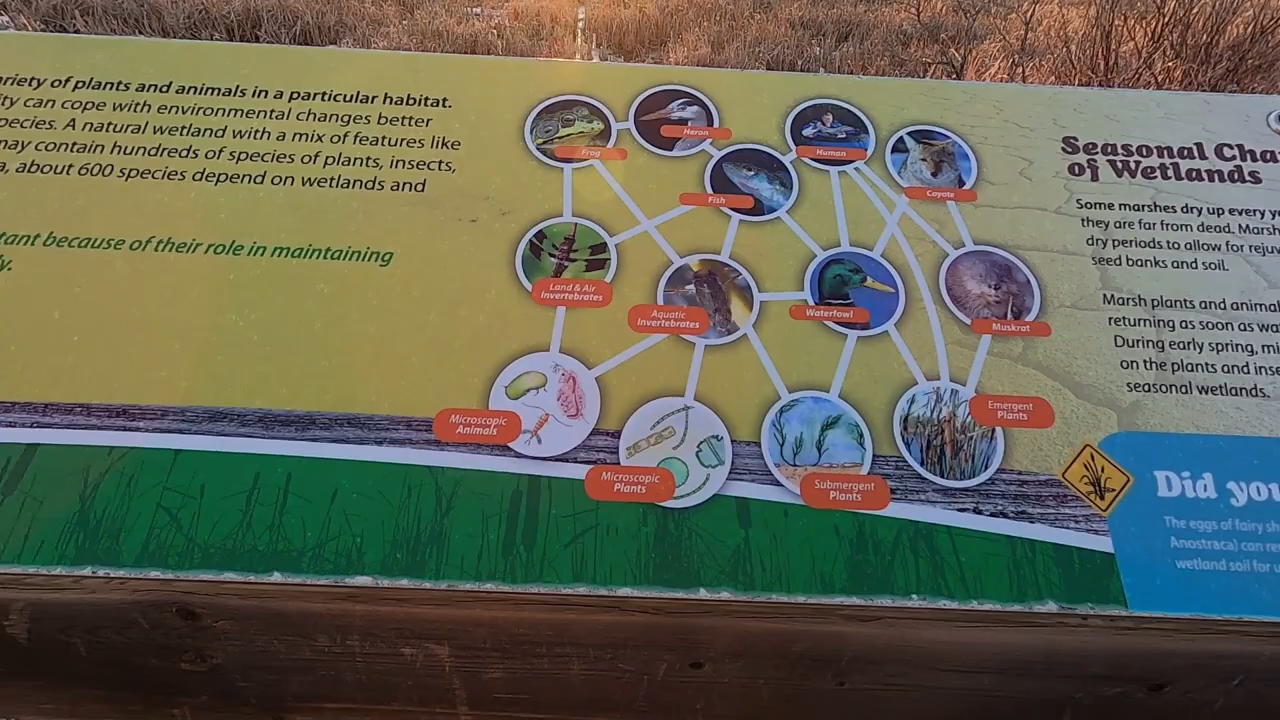 riety of plants and animals in a particular habitat.
ity can cope with environmental changes better
pecies. A natural wetland with a mix of features like
may contain hundreds of species of plants, insects,
a, about 600 species depend on wetlands and
tant because of their role in maintaining
y.
Frog
Heron
Human
Coyote
Fish
Land & Air
Invertebrates
Aquatic
Invertebrates
Waterfowl
Muskrat
Microscopic
Animals
Microscopic
Plants
Submergent
Plants
Emergent
Plants
Seasonal Cha
of Wetlands
Some marshes dry up every y
they are far from dead. Marsh
dry periods to allow for reju
seed banks and soil.
Marsh plants and animal
returning as soon as wa
During early spring, mi
on the plants and inse
seasonal wetlands.
Did you
The eggs of fairy sh
Anostraca) can re
wetland soil for u